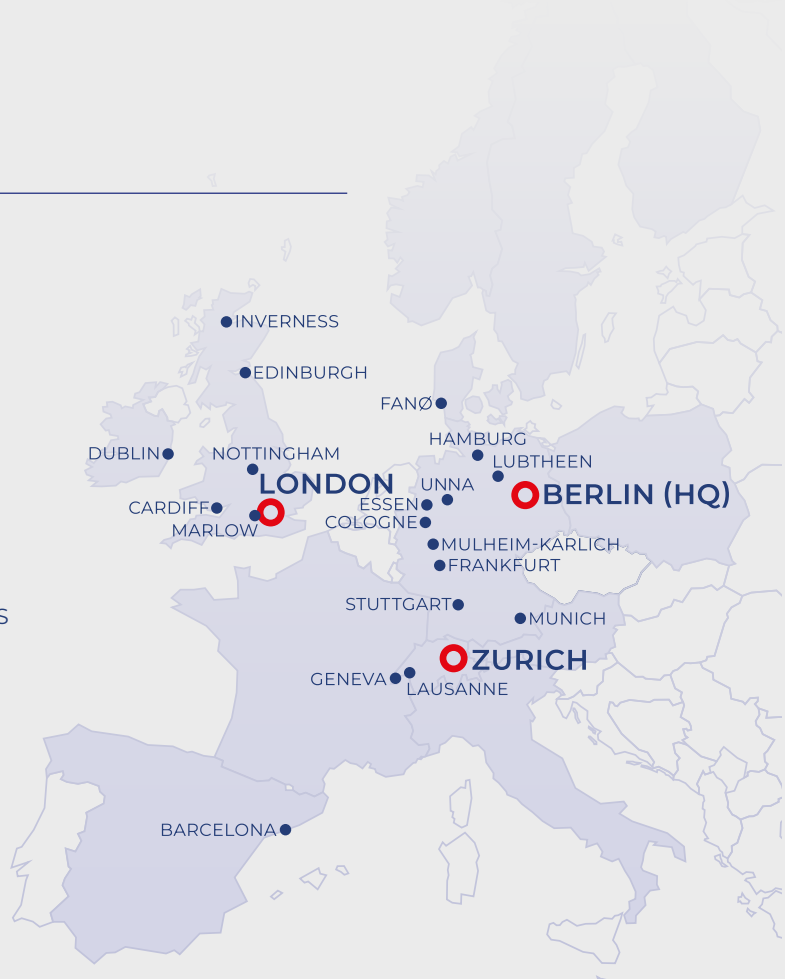 INVERNESS
EDINBURGH
FANØ
HAMBURG
DUBLIN
NOTTINGHAM
LUBTHEEN
LONDON
UNNA
BERLIN (HQ)
ESSEN
CARDIFF
COLOGNE
MARLOW
MULHEIM-KARLICH
FRANKFURT
STUTTGART
S
MUNICH
ZURICH
GENEVA
LAUSANNE
BARCELONA